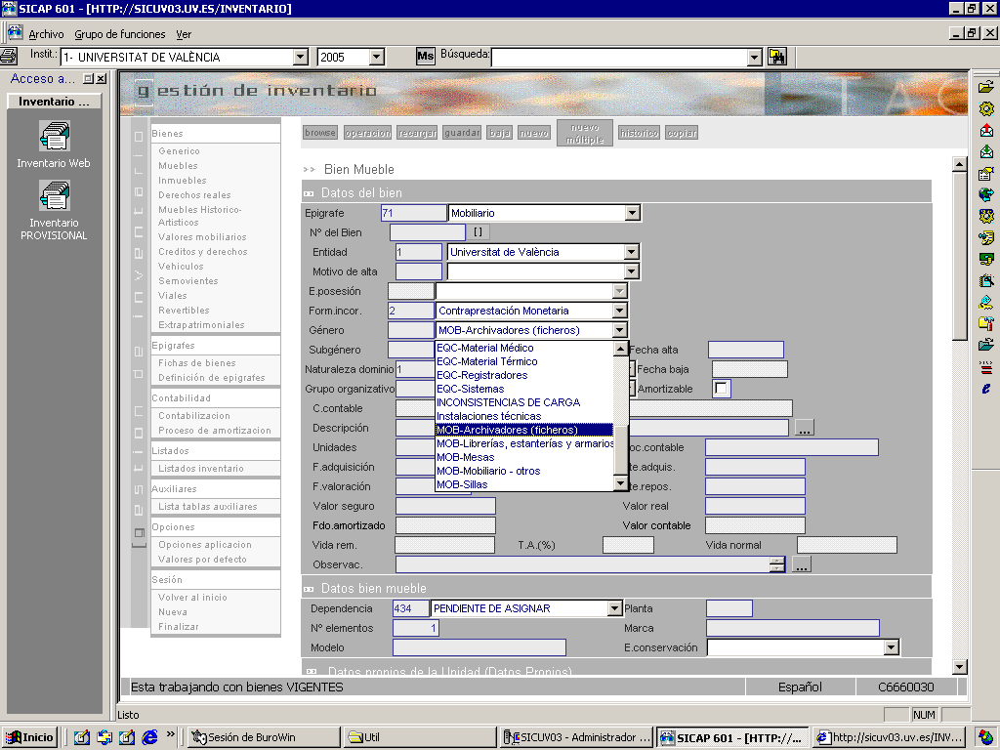 SICAP 601 - [HTTP://SICUV03.UV.ES/INVENTARIO]
Archivo Grupo de funciones Ver
Instit.: 1- UNIVERSITAT DE VALÈNCIA 2005 Ms Búsqueda:
Acceso a...
Inventario ...
Inventario Web
Inventario
PROVISIONAL
gestión de inventario
browse operacion recargar guardar baja nuevo nuevo múltiple historico copiar
Bienes
Generico
Muebles
Inmuebles
Derechos reales
Muebles Historico-
Artisticos
Valores mobiliarios
Creditos y derechos
Vehiculos
Semovientes
Viales
Revertibles
Extrapatrimoniales
Epigrafes
Fichas de bienes
Definición de epigrafes
Contabilidad
Contabilizacion
Proceso de amortizacion
Listados
Listados inventario
Auxiliares
Lista tablas auxiliares
Opciones
Opciones aplicacion
Valores por defecto
Sesión
Volver al inicio
Nueva
Finalizar
>> Bien Mueble
Datos del bien
Epigrafe 71 Mobiliario
Nº del Bien []
Entidad 1 Universitat de València
Motivo de alta
E.posesión
Form.incor. 2 Contraprestación Monetaria
Género MOB-Archivadores (ficheros)
Subgénero Fecha alta
Naturaleza dominio 1 Fecha baja
Grupo organizativo Amortizable
C.contable
Descripción ...
Unidades oc.contable
F.adquisición te.adquis.
F.valoración te.repos.
EQC-Material Médico
EQC-Material Térmico
EQC-Registradores
EQC-Sistemas
INCONSISTENCIAS DE CARGA
Instalaciones técnicas
MOB-Archivadores (ficheros)
MOB-Librerías, estanterías y armarios
MOB-Mesas
MOB-Mobiliario - otros
MOB-Sillas
Valor seguro Valor real
Fdo.amortizado Valor contable
Vida rem. T.A.(%) Vida normal
Observac. ...
Datos bien mueble
Dependencia 434 PENDIENTE DE ASIGNAR Planta
Nº elementos 1 Marca
Modelo E.conservación
Datos propios de la Unidad (Datos Propios)
Esta trabajando con bienes VIGENTES Español C6660030
Listo NUM
Inicio » Sesión de BuroWin Util SICUV03 - Administrador ... SICAP 601 - [HTTP://... http://sicuv03.uv.es/INV...